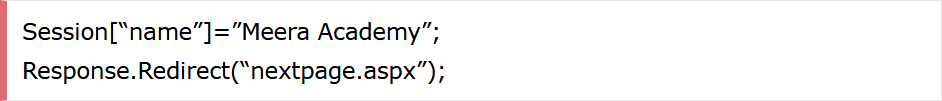 Session[“name”]=”Meera Academy”;
Response.Redirect(“nextpage.aspx”);